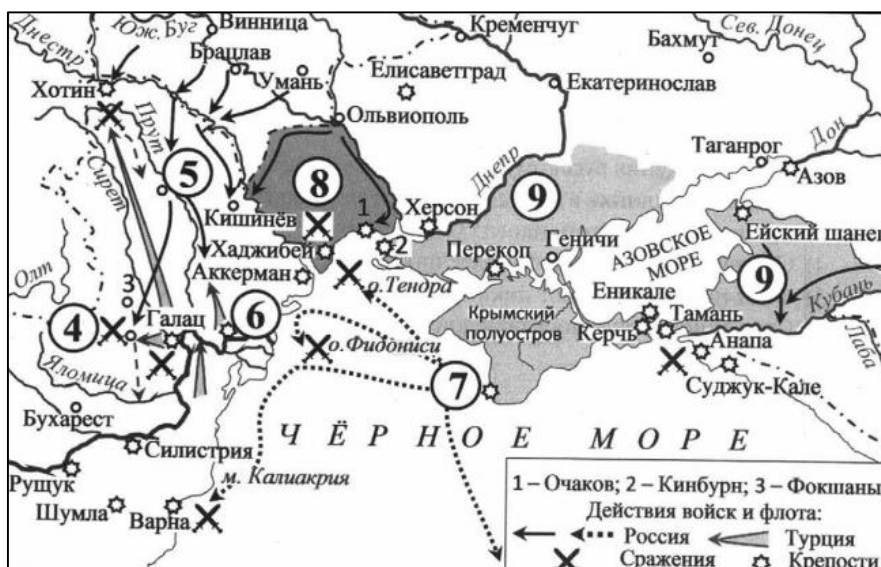 Днестр
Юж. Буг
Винница
Брацлав
Умань
Кременчуг
Бахмут
Сев. Донец
Хотин
Елисаветград
Екатеринослав
Ольвиополь
Прут
Сирет
5
8
Днепр
9
Таганрог
Дон
Азов
Кишинёв
1
Херсон
2
Хаджибей
Перекоп
Геничи
АЗОВСКОЕ
МОРЕ
Ейский шанец
9
Аккерман
о. Тендра
Олт
3
Еникале
Тамань
Кубань
4
Галац
6
Крымский
полуостров
Керчь
Анапа
Лаба
Яломица
о. Фидониси
7
Суджук-Кале
Бухарест
ЧЁРНОЕ МОРЕ
Силистрия
Рущук
м. Калиакрия
Шумла
Варна
1 – Очаков; 2 – Кинбурн; 3 – Фокшаны
Действия войск и флота:
Россия
Турция
Сражения
Крепости